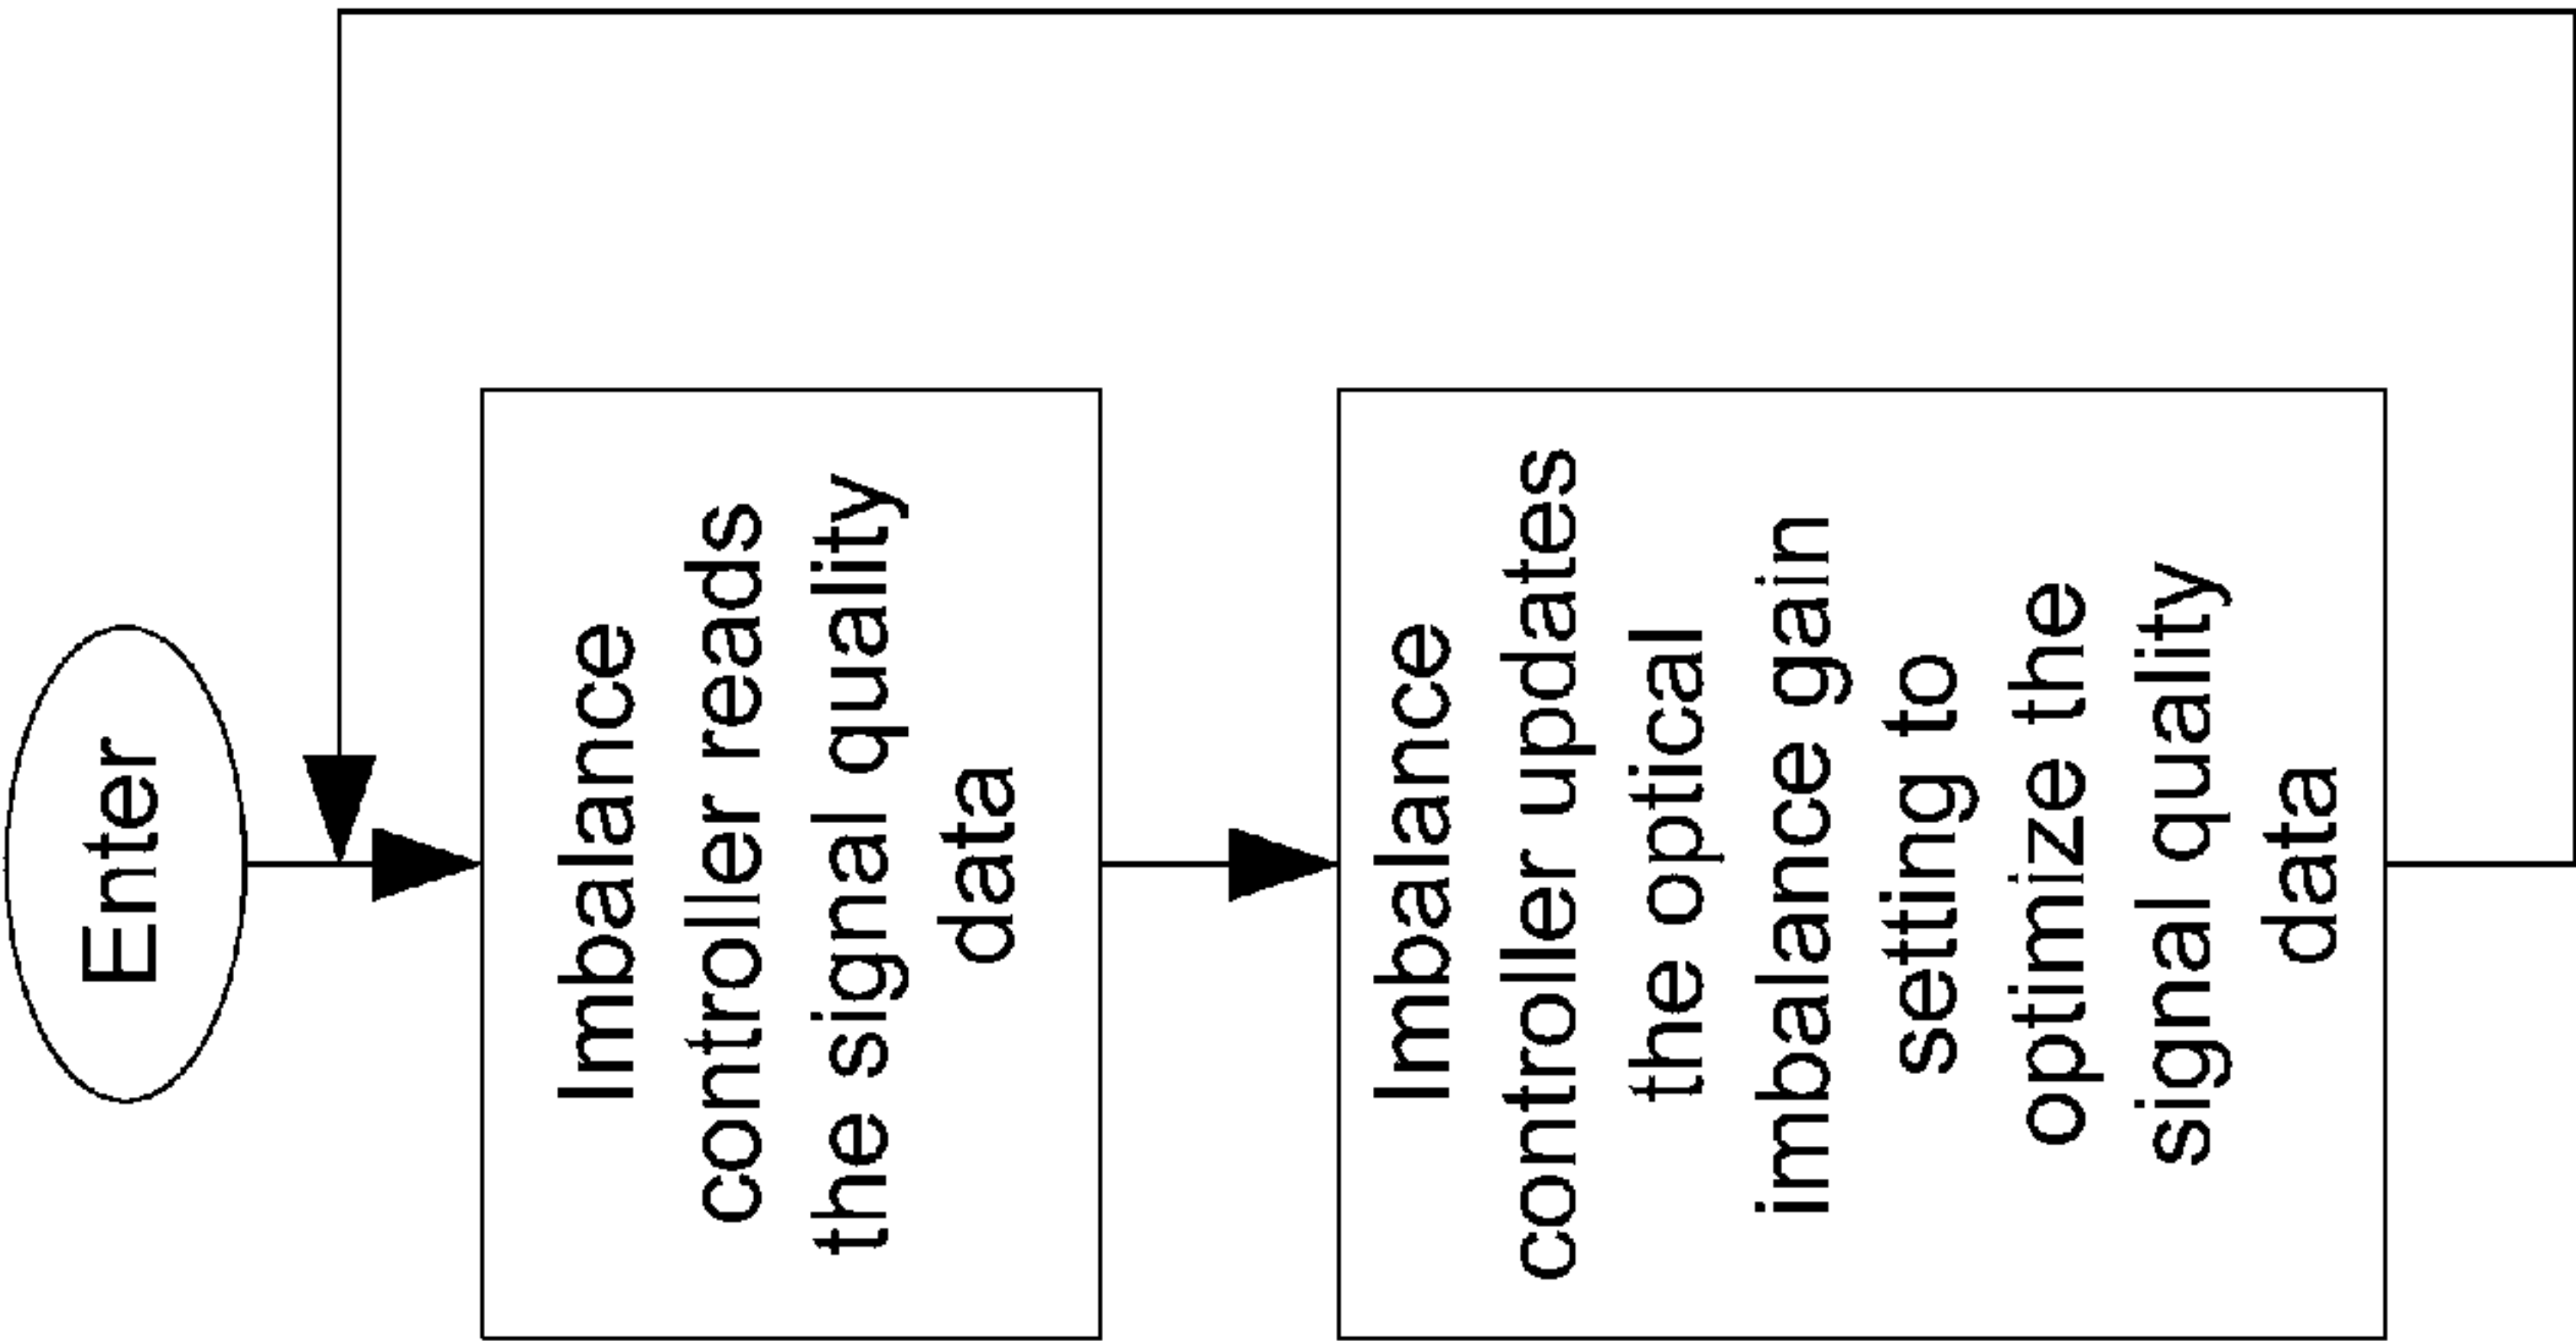 Enter
Imbalance
controller reads
the signal quality
data
Imbalance
controller updates
the optical
imbalance gain
setting to
optimize the
signal quality
data